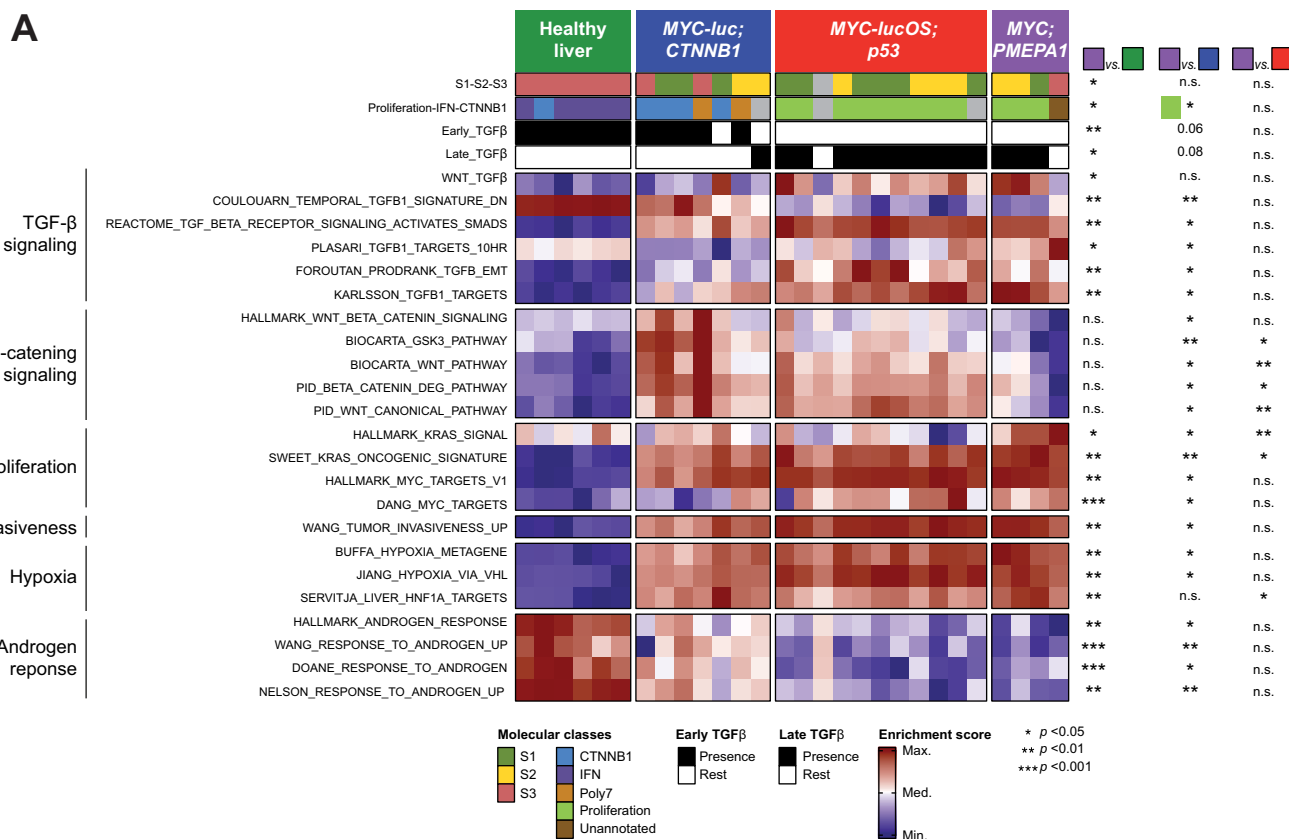 A
Healthy
liver
MYC-luc;
CTNNB1
MYC-lucOS;
p53
MYC;
PMEPA1
vs.
vs.
vs.
S1-S2-S3
*
n.s.
n.s.
Proliferation-IFN-CTNNB1
*
*
n.s.
Early_TGFβ
**
0.06
n.s.
Late_TGFβ
*
0.08
n.s.
TGF-β
signaling
WNT_TGFβ
*
n.s.
n.s.
COULOUARN_TEMPORAL_TGFB1_SIGNATURE_DN
**
**
n.s.
REACTOME_TGF_BETA_RECEPTOR_SIGNALING_ACTIVATES_SMADS
**
*
n.s.
PLASARI_TGFB1_TARGETS_10HR
*
*
n.s.
FOROUTAN_PRODRANK_TGFB_EMT
**
*
n.s.
KARLSSON_TGFB1_TARGETS
**
*
n.s.
-catening
signaling
HALLMARK_WNT_BETA_CATENIN_SIGNALING
n.s.
*
n.s.
BIOCARTA_GSK3_PATHWAY
n.s.
**
*
BIOCARTA_WNT_PATHWAY
n.s.
*
**
PID_BETA_CATENIN_DEG_PATHWAY
n.s.
*
*
PID_WNT_CANONICAL_PATHWAY
n.s.
*
**
oliferation
HALLMARK_KRAS_SIGNAL
*
*
**
SWEET_KRAS_ONCOGENIC_SIGNATURE
**
**
*
HALLMARK_MYC_TARGETS_V1
**
*
n.s.
DANG_MYC_TARGETS
***
*
n.s.
asiveness
WANG_TUMOR_INVASIVENESS_UP
**
*
n.s.
Hypoxia
BUFFA_HYPOXIA_METAGENE
**
*
n.s.
JIANG_HYPOXIA_VIA_VHL
**
*
n.s.
SERVITJA_LIVER_HNF1A_TARGETS
**
n.s.
*
Androgen
reponse
HALLMARK_ANDROGEN_RESPONSE
**
*
n.s.
WANG_RESPONSE_TO_ANDROGEN_UP
***
**
n.s.
DOANE_RESPONSE_TO_ANDROGEN
***
*
n.s.
NELSON_RESPONSE_TO_ANDROGEN_UP
**
**
n.s.
Molecular classes
S1
S2
S3
CTNNB1
IFN
Poly7
Proliferation
Unannotated
Early TGFβ
Presence
Rest
Late TGFβ
Presence
Rest
Enrichment score
Max.
Med.
Min.
* p <0.05
** p <0.01
*** p <0.001